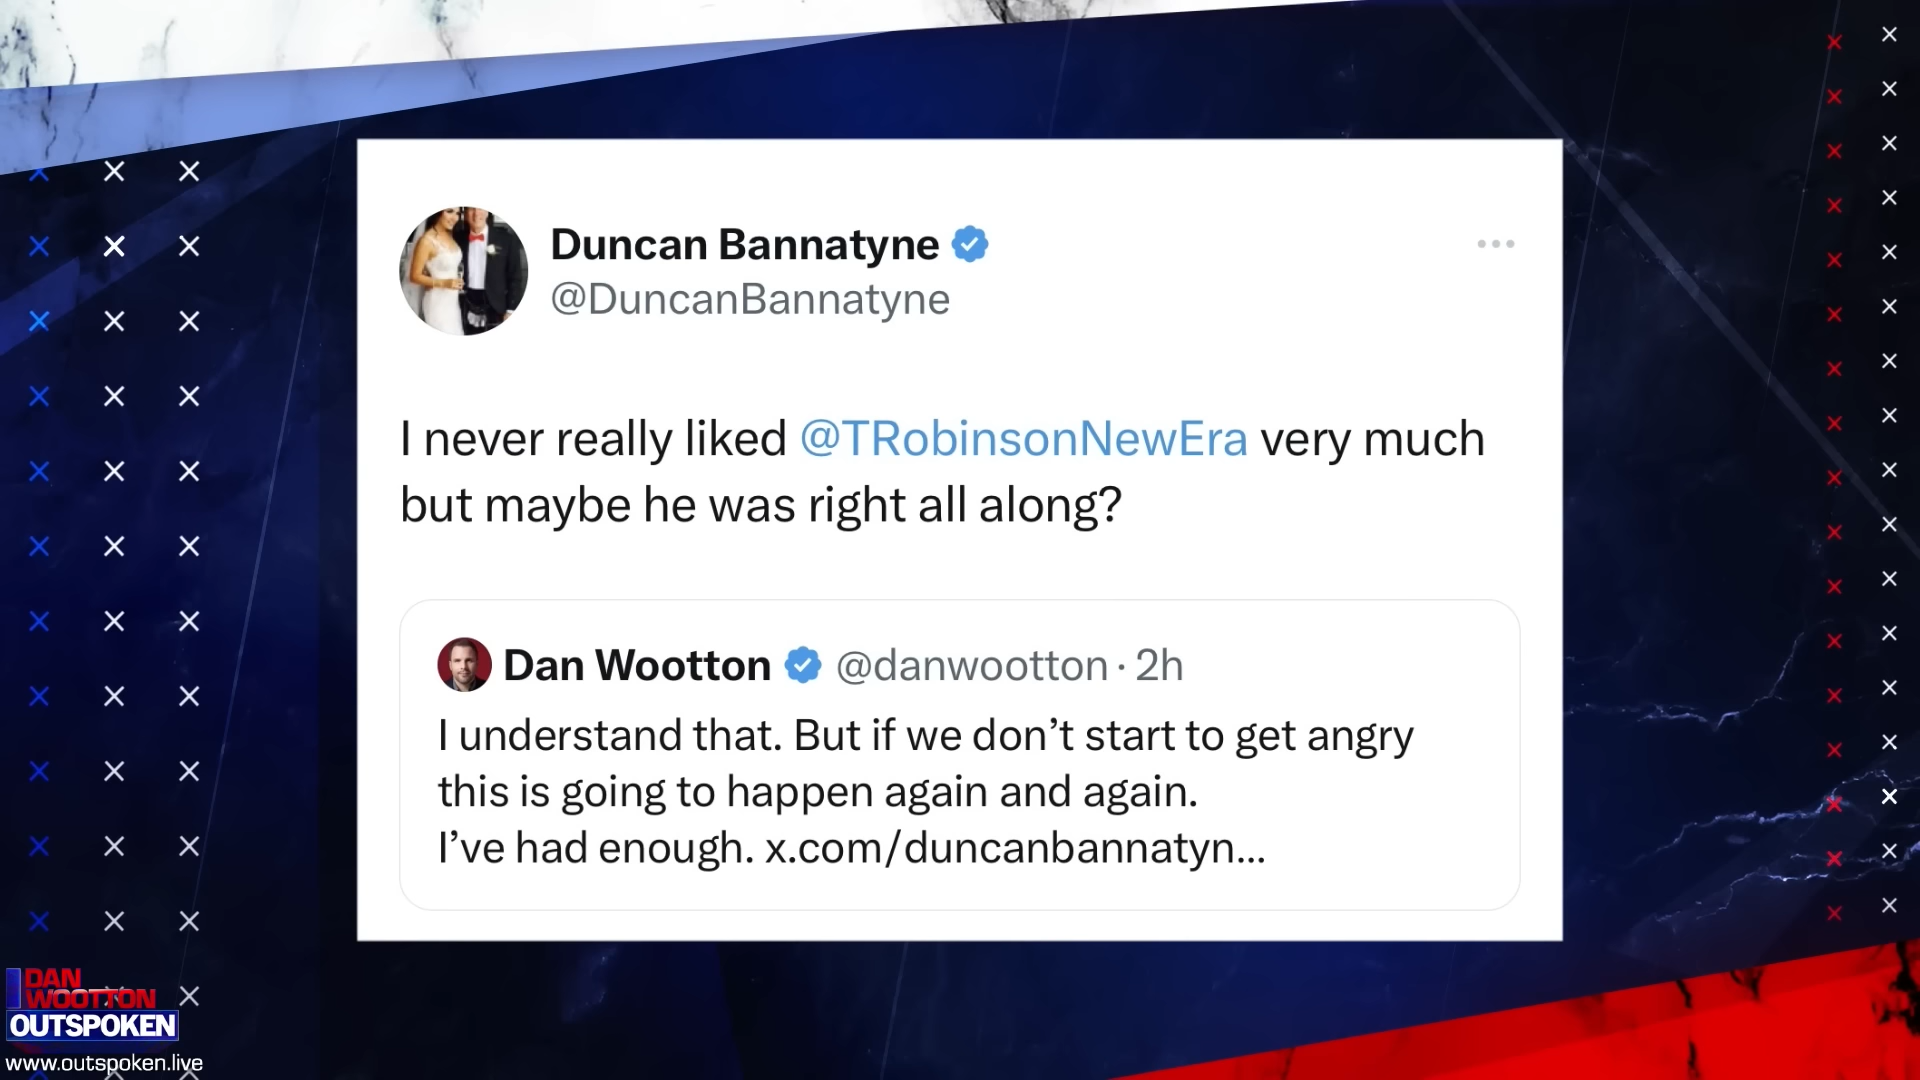 Duncan Bannatyne
@DuncanBannatyne
I never really liked @TRobinsonNewEra very much
but maybe he was right all along?
Dan Wootton @danwootton · 2h
I understand that. But if we don’t start to get angry
this is going to happen again and again.
I’ve had enough. x.com/duncanbannatyn...
DAN
WOOTTON
OUTSPOKEN
www.outspoken.live